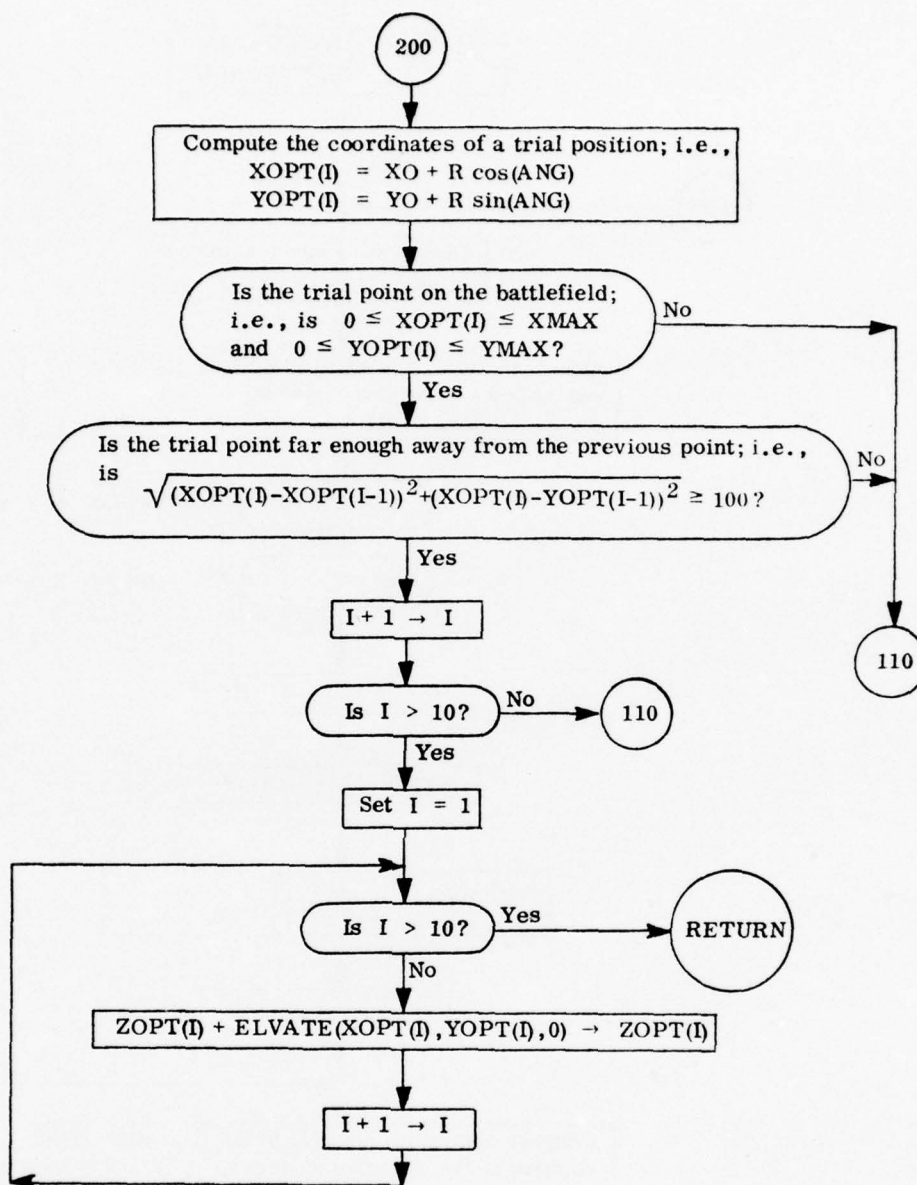 200
Compute the coordinates of a trial position; i.e.,
XOPT(I) = XO + R cos(ANG)
YOPT(I) = YO + R sin(ANG)
Is the trial point on the battlefield;
i.e., is 0 ≤ XOPT(I) ≤ XMAX
and 0 ≤ YOPT(I) ≤ YMAX?
No
Yes
Is the trial point far enough away from the previous point; i.e.,
is √(XOPT(I)-XOPT(I-1))²+(XOPT(I)-YOPT(I-1))² ≥ 100?
No
Yes
I + 1 → I
110
Is I > 10?
No
110
Yes
Set I = 1
Is I > 10?
Yes
RETURN
No
ZOPT(I) + ELVATE(XOPT(I),YOPT(I),0) → ZOPT(I)
I + 1 → I